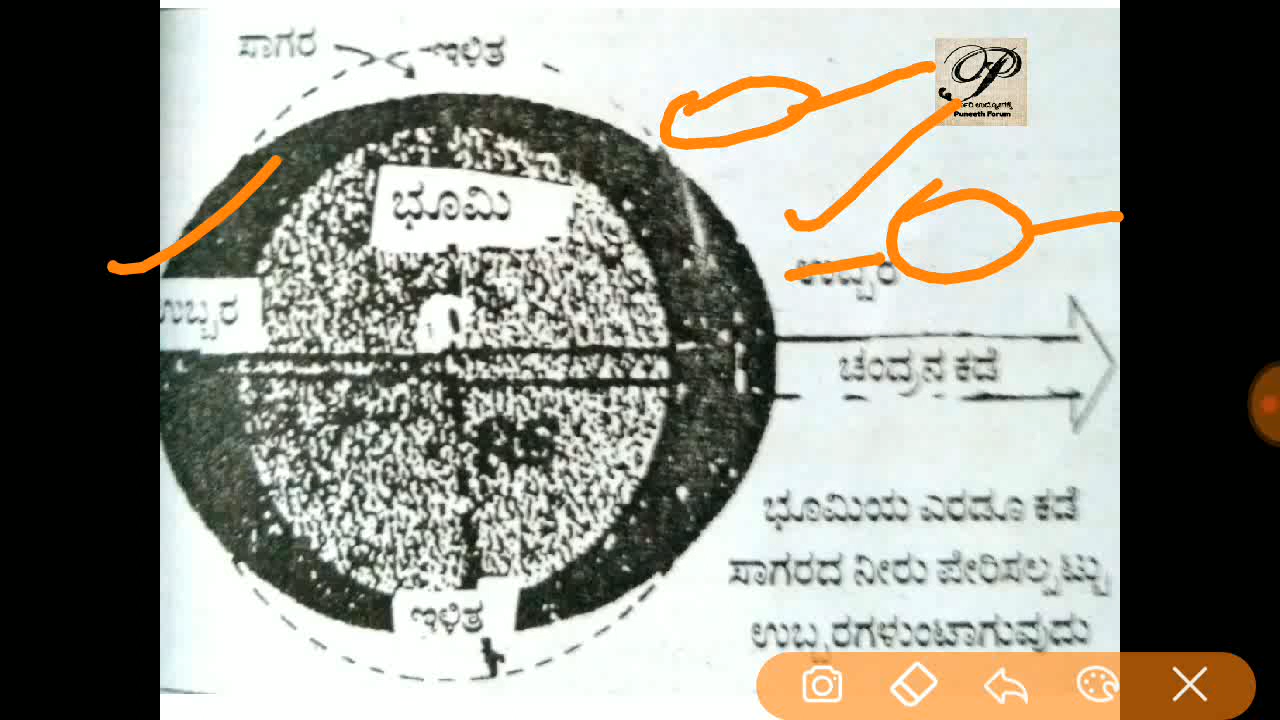 ಸಾಗರ
ಇಳಿತ
Puneeth Forum
ಭೂಮಿ
ಉಬ್ಬರ
ಉಬ್ಬರ
ಚಂದ್ರನ ಕಡೆ
ಭೂಮಿಯ ಎರಡೂ ಕಡೆ
ಸಾಗರದ ನೀರು ಪೇರಿಸಲ್ಪಟ್ಟು
ಉಬ್ಬರಗಳುಂಟಾಗುವುದು
ಇಳಿತ